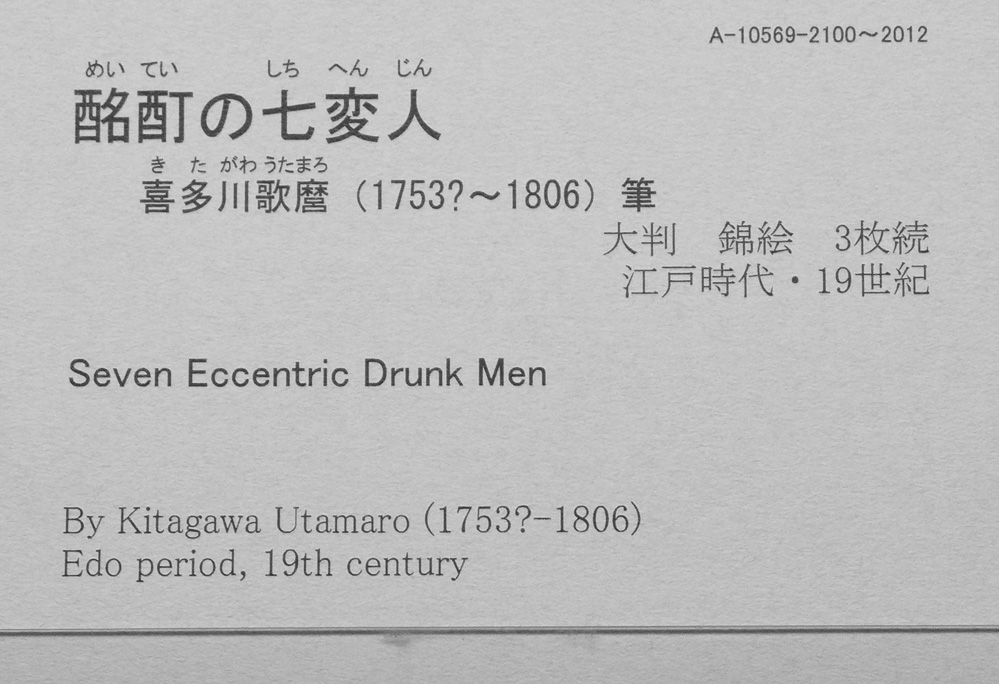 A-10569-2100～2012
めい てい しち へん じん
酩酊の七変人
き た がわ うたまろ
喜多川歌麿（1753?～1806）筆
大判　錦絵　3枚続
江戸時代・19世紀
Seven Eccentric Drunk Men
By Kitagawa Utamaro (1753?-1806)
Edo period, 19th century